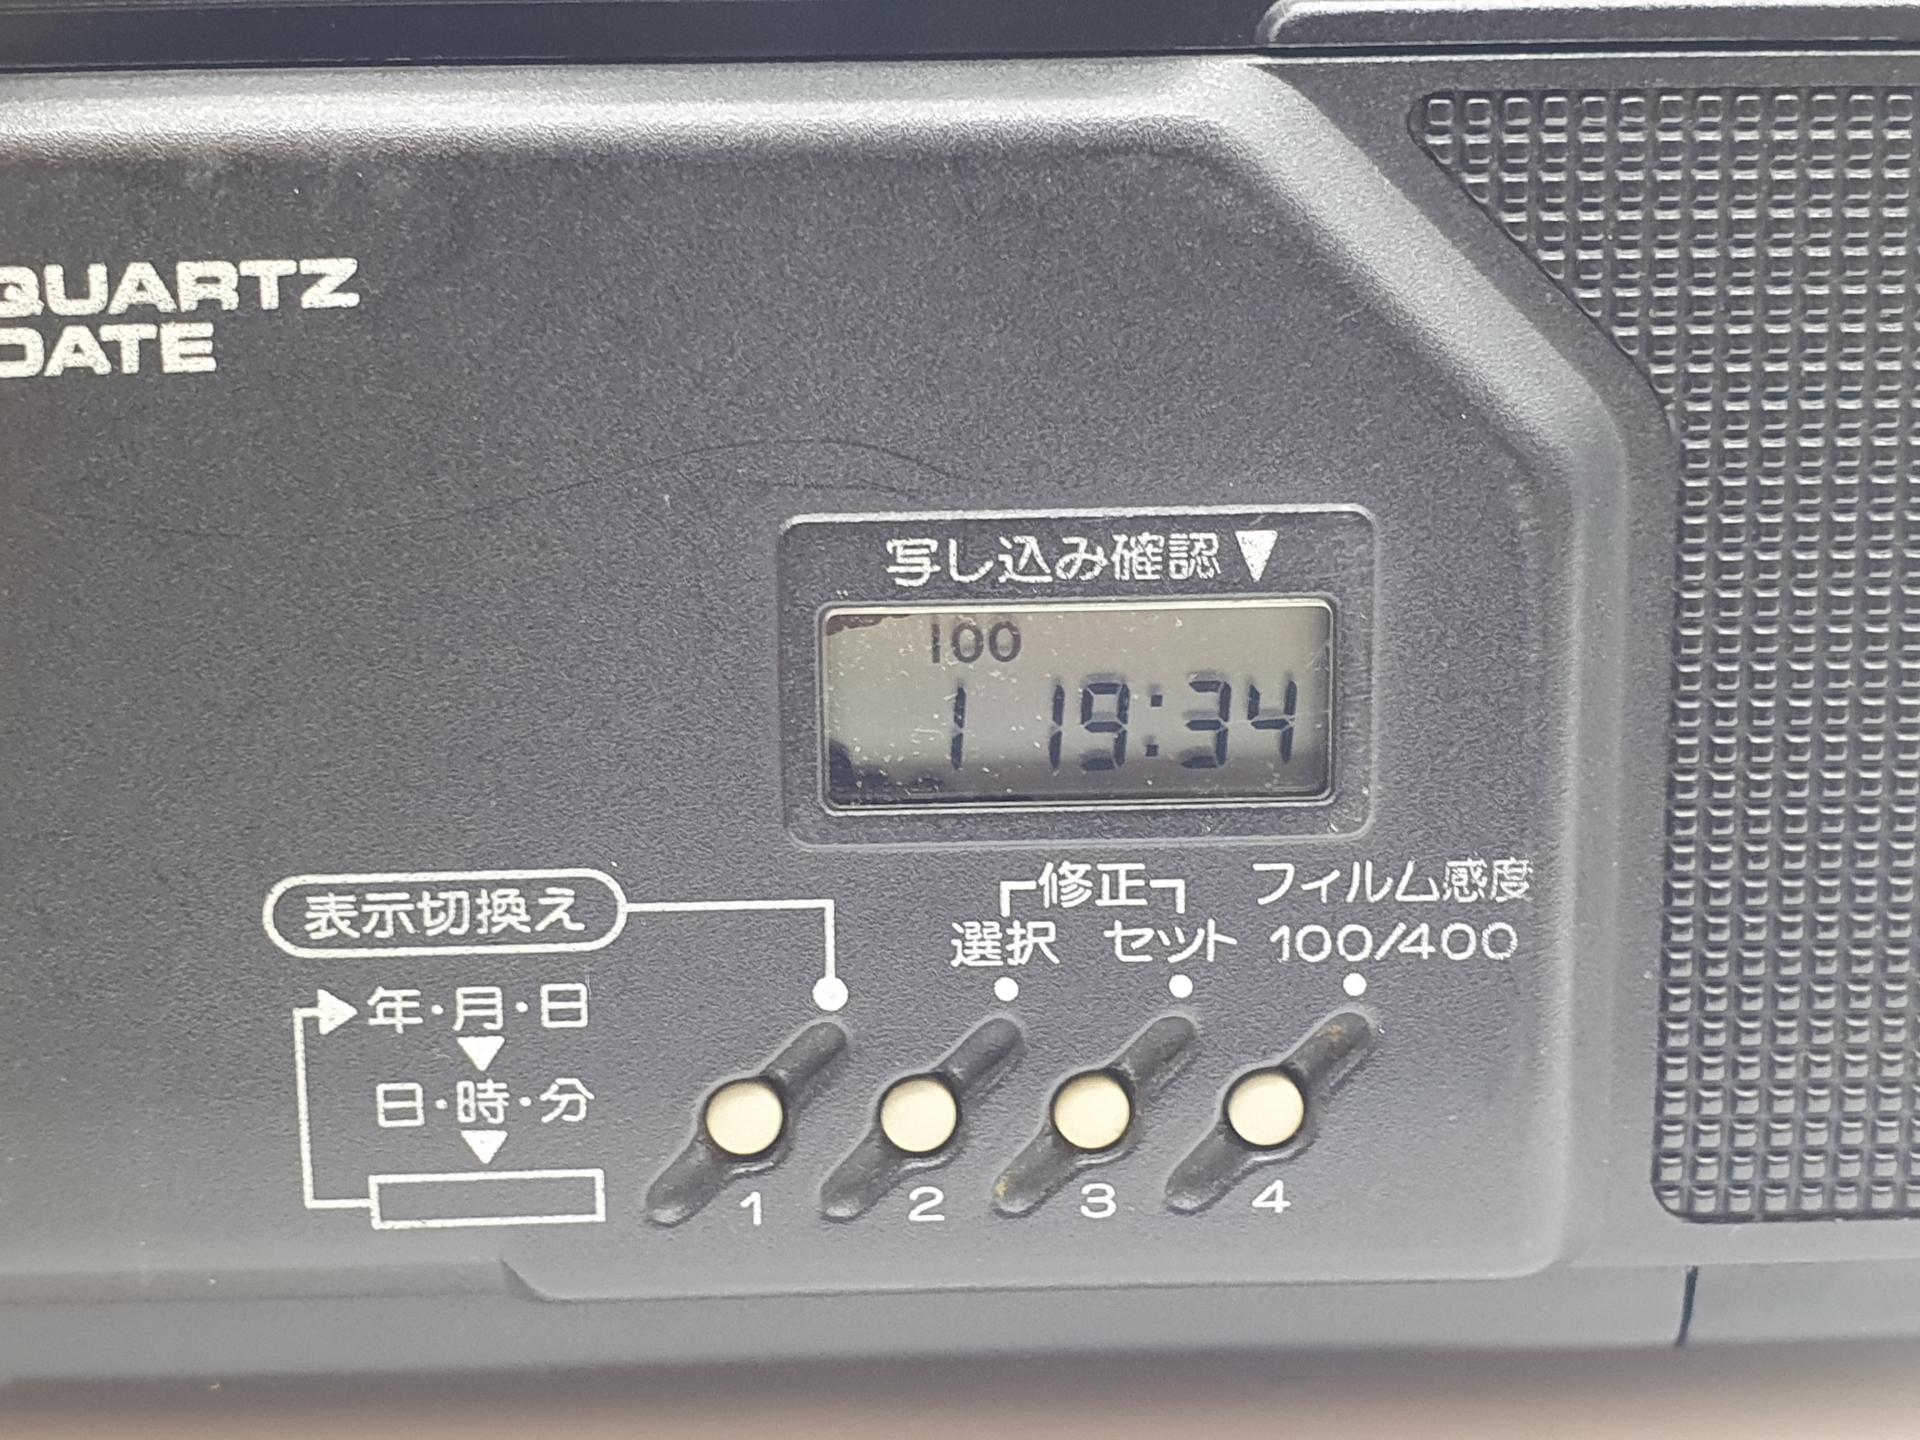 QUARTZ
DATE
写し込み確認▼
100
1 19:34
表示切換え
修正
フィルム感度
選択 セット 100/400
年・月・日
日・時・分
1 2 3 4